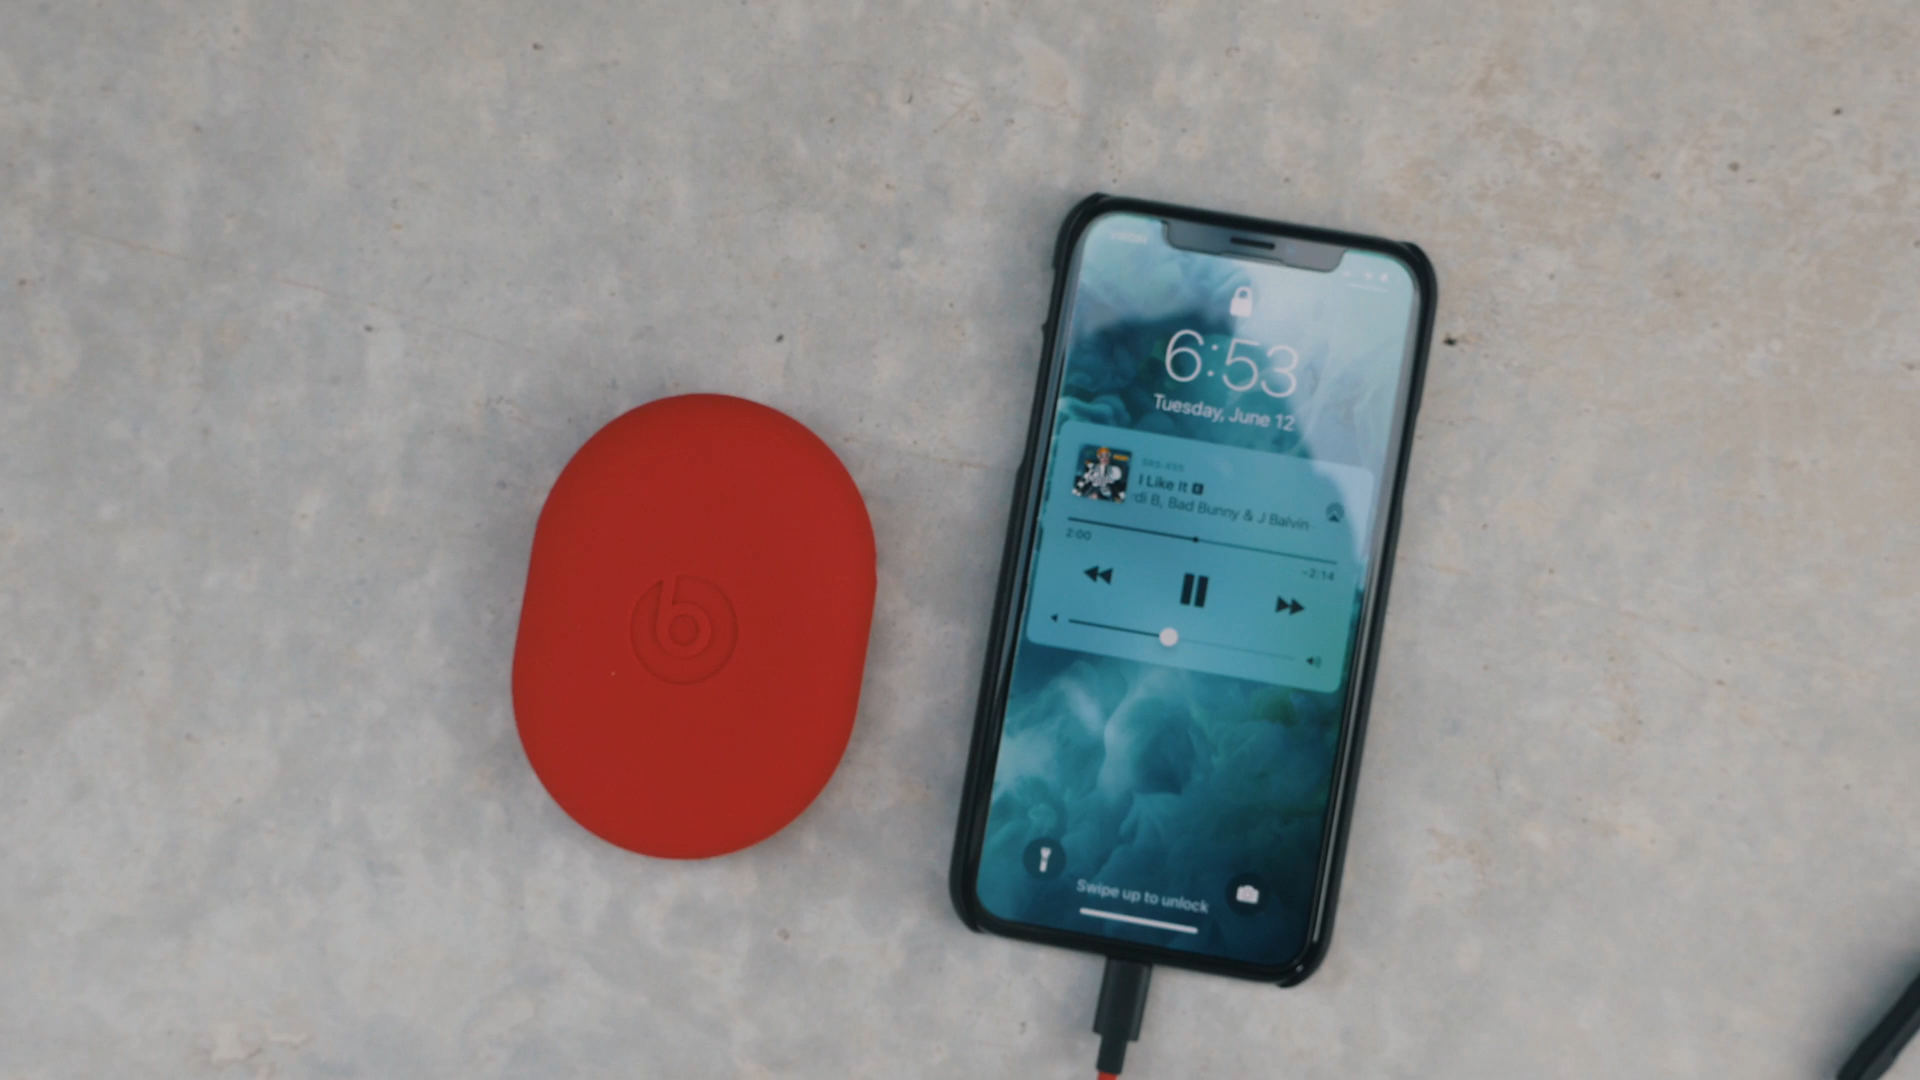 6:53
Tuesday, June 12
I Like It E
di B, Bad Bunny & J Balvin
2:00
-2:14
Swipe up to unlock
b